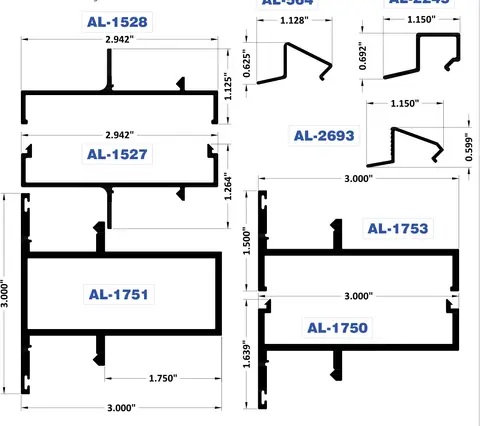 AL-1528
2.942"
1.125"
1.128"
0.625"
1.150"
0.692"
2.942"
AL-1527
1.264"
1.150"
AL-2693
0.599"
3.000"
1.500"
AL-1753
3.000"
AL-1751
1.750"
3.000"
3.000"
AL-1750
1.639"